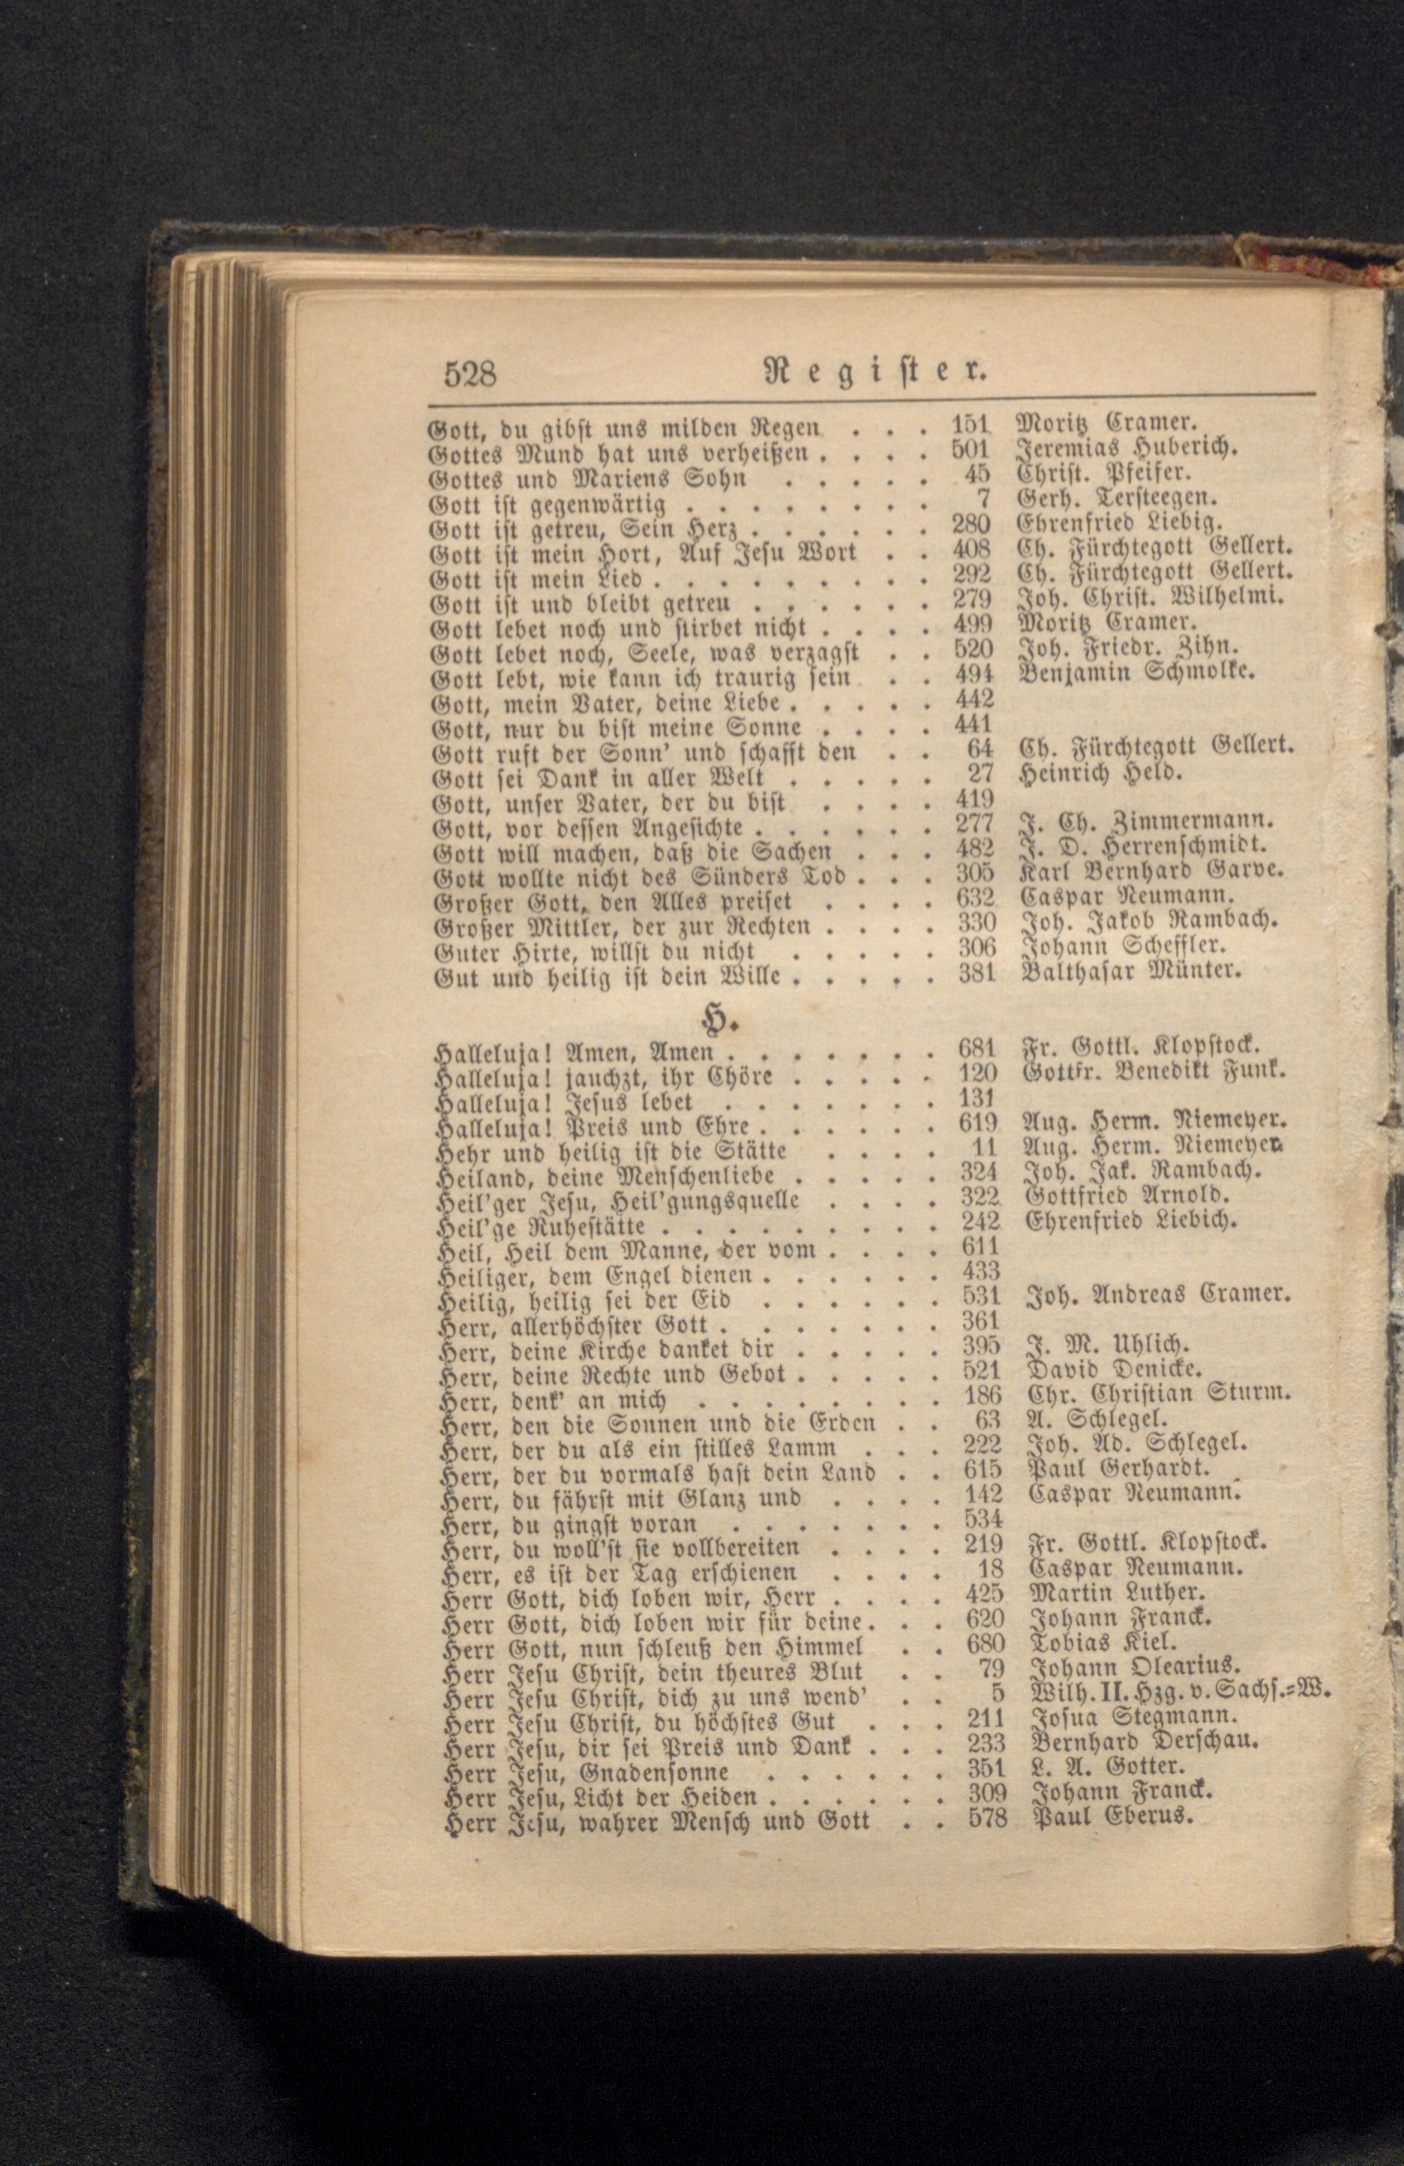 528 Register.
Gott, du gibst uns milden Regen . . . 151 Moritz Cramer.
Gottes Mund hat uns verheißen . . . . 501 Jeremias Huberich.
Gottes und Mariens Sohn . . . . . 45 Christ. Pfeifer.
Gott ist gegenwärtig . . . . . . . . 7 Gerh. Tersteegen.
Gott ist getreu, Sein Herz . . . . . . 280 Ehrenfried Liebig.
Gott ist mein Hort, Auf Jesu Wort . . 408 Ch. Fürchtegott Gellert.
Gott ist mein Lied . . . . . . . . . 292 Ch. Fürchtegott Gellert.
Gott ist und bleibt getreu . . . . . . 279 Joh. Christ. Wilhelmi.
Gott lebet noch und stirbet nicht . . . . 499 Moritz Cramer.
Gott lebet noch, Seele, was verzagst . . 520 Joh. Friedr. Zihn.
Gott lebt, wie kann ich traurig sein . . 494 Benjamin Schmolke.
Gott, mein Vater, deine Liebe . . . . . 442
Gott, nur du bist meine Sonne . . . . 441
Gott ruft der Sonn' und schafft den . . 64 Ch. Fürchtegott Gellert.
Gott sei Dank in aller Welt . . . . . 27 Heinrich Held.
Gott, unser Vater, der du bist . . . . 419
Gott, vor dessen Angesichte . . . . . . 277 J. Ch. Zimmermann.
Gott will machen, daß die Sachen . . . 482 J. D. Herrenschmidt.
Gott wollte nicht des Sünders Tod . . . 305 Karl Bernhard Garve.
Großer Gott, den Alles preiset . . . . 632 Caspar Neumann.
Großer Mittler, der zur Rechten . . . . 330 Joh. Jakob Rambach.
Guter Hirte, willst du nicht . . . . . 306 Johann Scheffler.
Gut und heilig ist dein Wille . . . . . 381 Balthasar Münter.
H.
Halleluja! Amen, Amen . . . . . . . 681 Fr. Gottl. Klopstock.
Halleluja! jauchzt, ihr Chöre . . . . . 120 Gottfr. Benedikt Funk.
Halleluja! Jesus lebet . . . . . . . 131
Halleluja! Preis und Ehre . . . . . . 619 Aug. Herm. Niemeyer.
Hehr und heilig ist die Stätte . . . . 11 Aug. Herm. Niemeyer.
Heiland, deine Menschenliebe . . . . . 324 Joh. Jak. Rambach.
Heil'ger Jesu, Heil'gungsquelle . . . . 322 Gottfried Arnold.
Heil'ge Ruhestätte . . . . . . . . . 242 Ehrenfried Liebich.
Heil, Heil dem Manne, der vom . . . . 611
Heiliger, dem Engel dienen . . . . . . 433
Heilig, heilig sei der Eid . . . . . . 531 Joh. Andreas Cramer.
Herr, allerhöchster Gott . . . . . . . 361
Herr, deine Kirche danket dir . . . . . 395 J. M. Uhlich.
Herr, deine Rechte und Gebot . . . . . 521 David Denicke.
Herr, denk' an mich . . . . . . . . 186 Chr. Christian Sturm.
Herr, den die Sonnen und die Erden . . 63 A. Schlegel.
Herr, der du als ein stilles Lamm . . . 222 Joh. Ad. Schlegel.
Herr, der du vormals hast dein Land . . 615 Paul Gerhardt.
Herr, du fährst mit Glanz und . . . . 142 Caspar Neumann.
Herr, du gingst voran . . . . . . . 534
Herr, du woll'st sie vollbereiten . . . . 219 Fr. Gottl. Klopstock.
Herr, es ist der Tag erschienen . . . . 18 Caspar Neumann.
Herr Gott, dich loben wir, Herr . . . . 425 Martin Luther.
Herr Gott, dich loben wir für deine . . . 620 Johann Franck.
Herr Gott, nun schleuß den Himmel . . 680 Tobias Kiel.
Herr Jesu Christ, dein theures Blut . . 79 Johann Olearius.
Herr Jesu Christ, dich zu uns wend' . . 5 Wilh. II. Hzg. v. Sachs.=W.
Herr Jesu Christ, du höchstes Gut . . . 211 Josua Stegmann.
Herr Jesu, dir sei Preis und Dank . . . 233 Bernhard Derschau.
Herr Jesu, Gnadensonne . . . . . . 351 L. A. Gotter.
Herr Jesu, Licht der Heiden . . . . . . 309 Johann Franck.
Herr Jesu, wahrer Mensch und Gott . . 578 Paul Eberus.